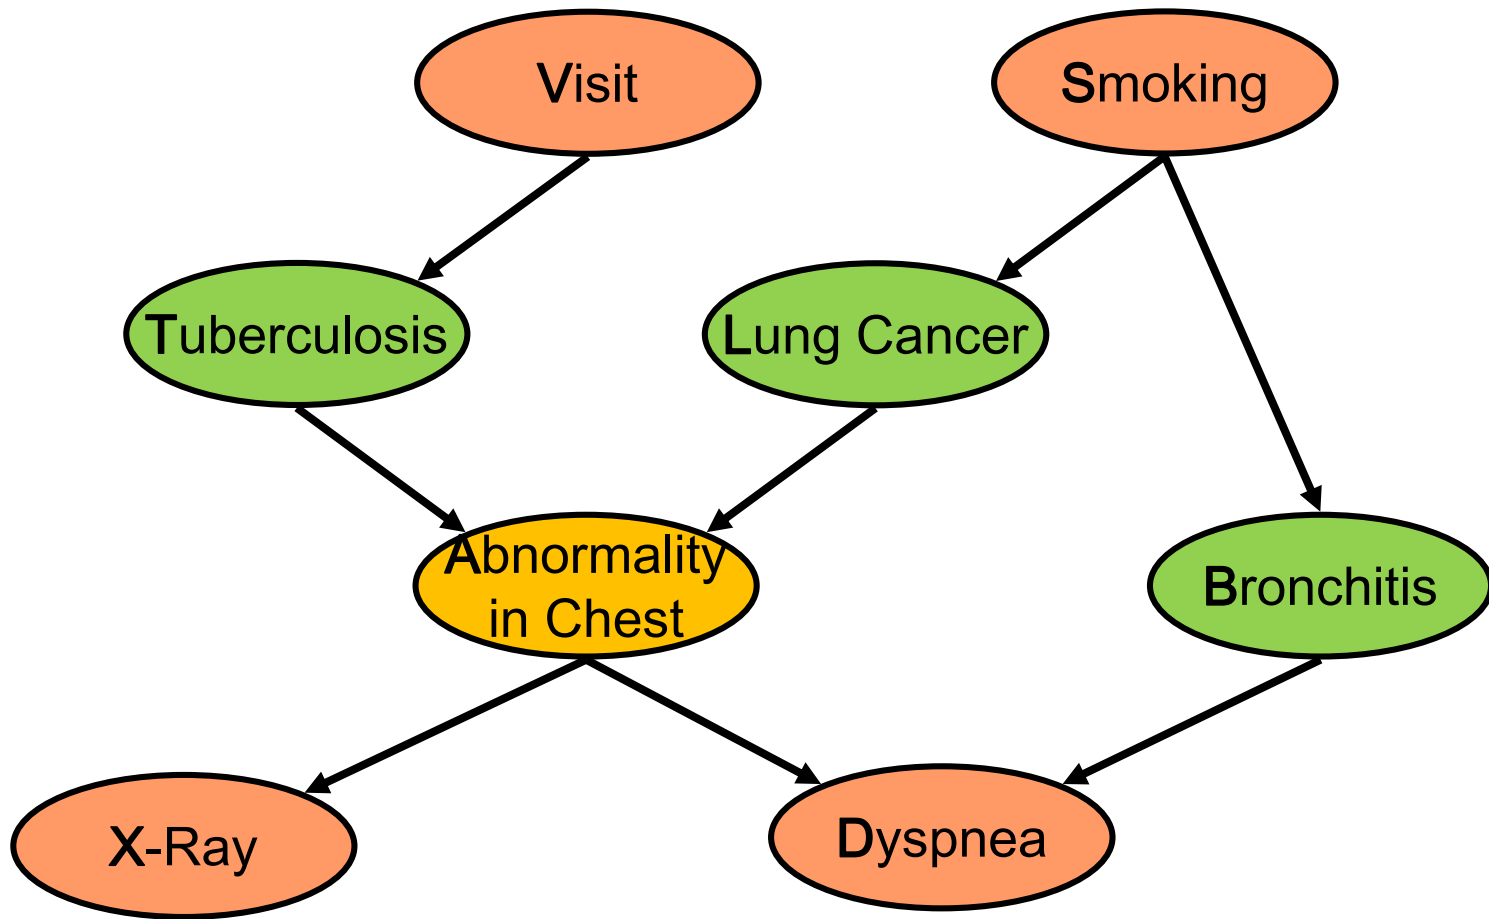 Visit
Smoking
Tuberculosis
Lung Cancer
Abnormality
in Chest
Bronchitis
X-Ray
Dyspnea